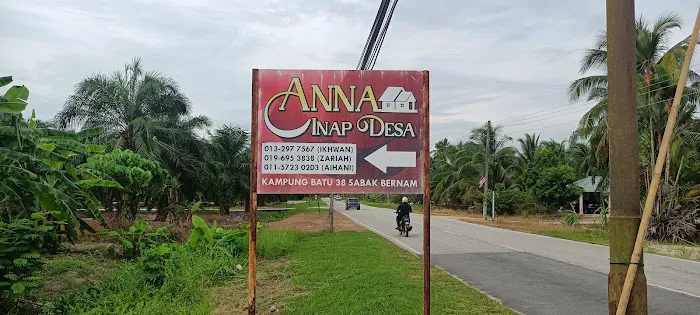 ANNA
INAP DESA
013-297 7567 (IKHWAN)
019-695 3838 (ZARIAH)
011-5723 0203 (AIHANI)
KAMPUNG BATU 38 SABAK BERNAM